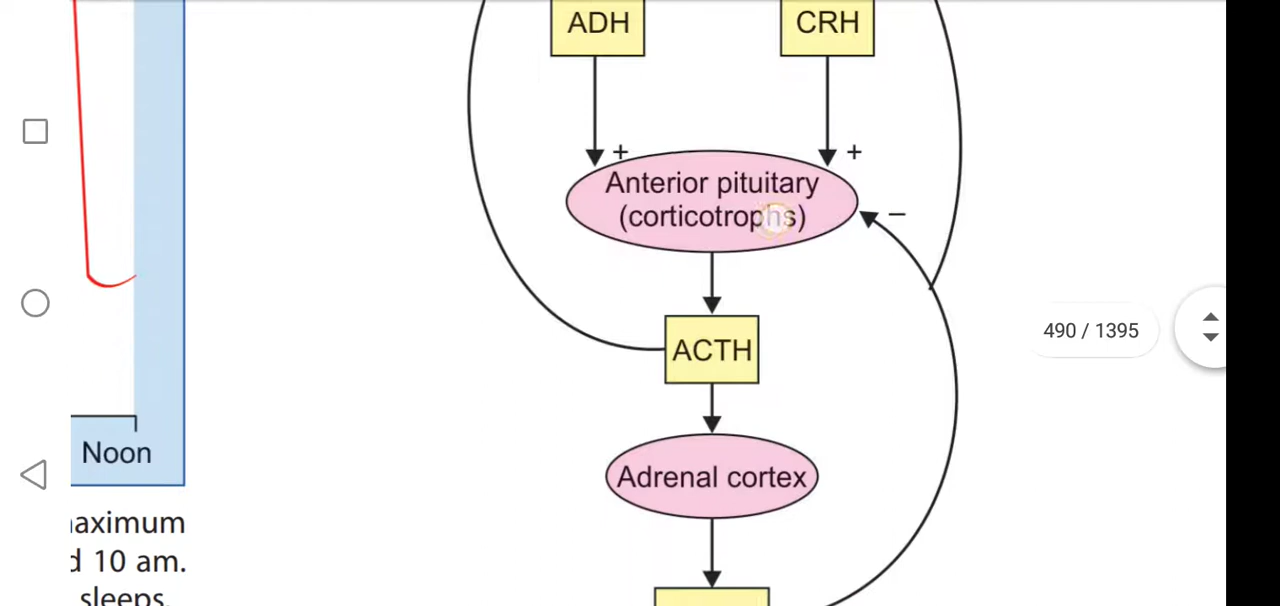 ADH
CRH
+
+
Anterior pituitary
(corticotrophs)
−
ACTH
490 / 1395
Adrenal cortex
Noon
aximum
d 10 am.
sleeps.